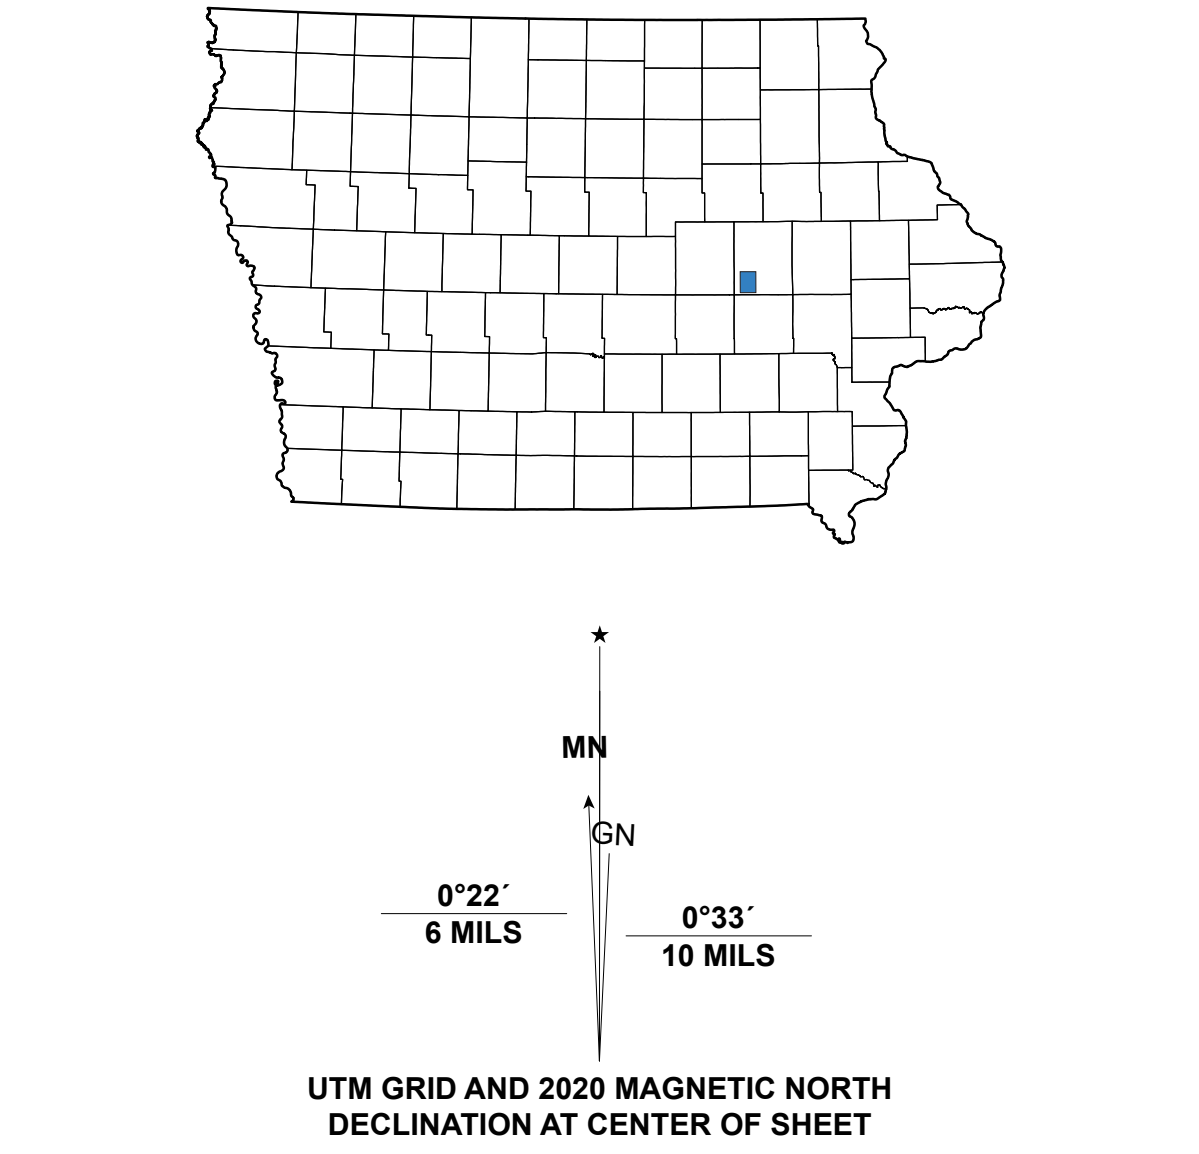 MN
GN
0°22´
6 MILS
0°33´
10 MILS
UTM GRID AND 2020 MAGNETIC NORTH
DECLINATION AT CENTER OF SHEET